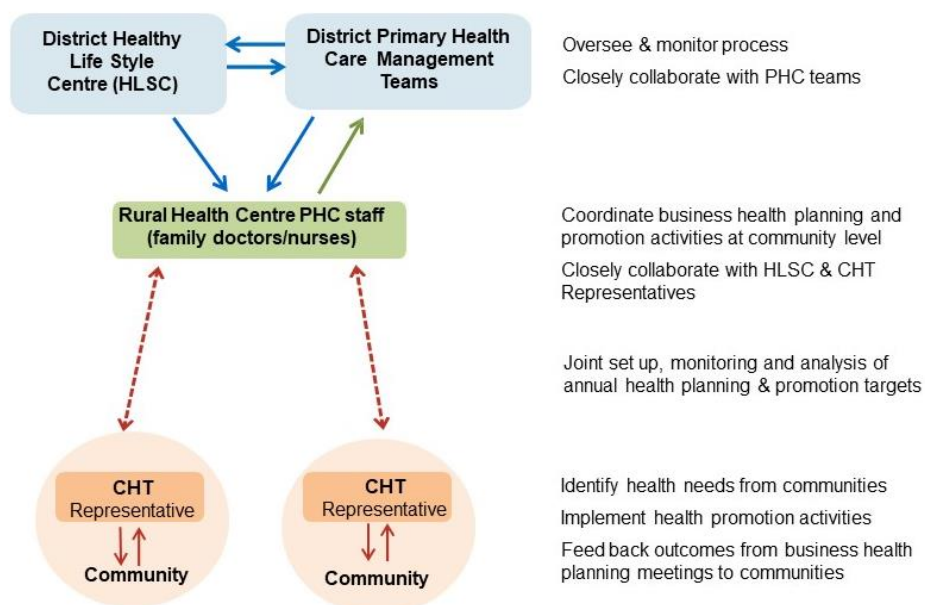 District Healthy
Life Style
Centre (HLSC)
District Primary Health
Care Management
Teams
Oversee & monitor process
Closely collaborate with PHC teams
Rural Health Centre PHC staff
(family doctors/nurses)
Coordinate business health planning and
promotion activities at community level
Closely collaborate with HLSC & CHT
Representatives
Joint set up, monitoring and analysis of
annual health planning & promotion targets
CHT
Representative
Community
CHT
Representative
Community
Identify health needs from communities
Implement health promotion activities
Feed back outcomes from business health
planning meetings to communities